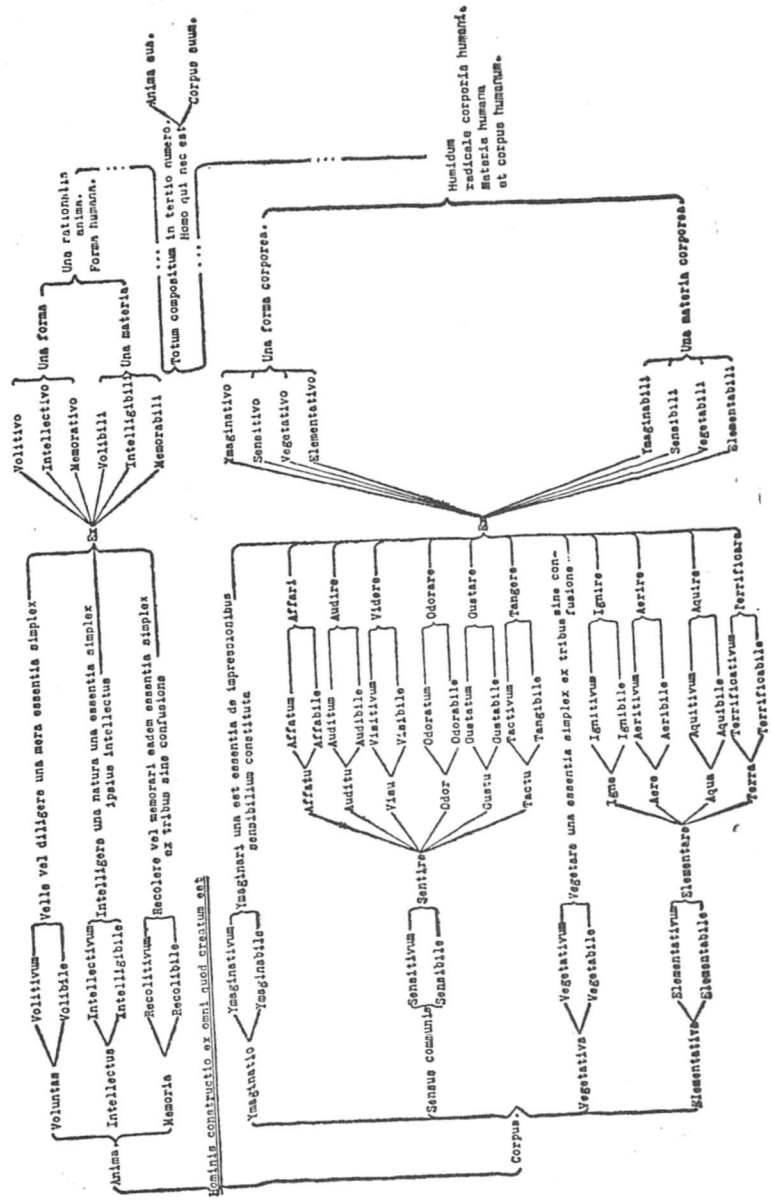 Hominis constructio ex omni quod creatum est
Anima
Voluntas
Intellectus
Memoria
Volitivum
Volibile
Intellectivum
Intelligibile
Recolitivum
Recolibile
Velle vel diligere una mera essentia simplex
Intelligere una natura una essentia simplex
ipsius intellectus
Recolere vel memorari eadem essentia simplex
ex tribus sine confusione
Ex
Volitivo
Intellectivo
Memorativo
Volibili
Intelligibili
Memorabili
Una forma
Una materia
Una rationalis
anima.
Forma humana.
...
...
Totum compositum in tertio numero.
Homo qui nec est
Anima sua.
Corpus suum.
...
...
Corpus.
Ymaginatio
Sensus communis
Vegetativa
Elementativa
Ymaginativum
Ymaginabile
Sensitivum
Sensibile
Vegetativum
Vegetabile
Elementativum
Elementabile
Ymaginari una est essentia de impressionibus
sensibilium constituta
Sentire
Vegetare una essentia simplex ex tribus sine con-
fusione
Elementare
Affatu
Auditu
Visu
Odor
Gustu
Tactu
Igne
Aere
Aqua
Terra
Affatum
Affabile
Auditum
Audibile
Visitivum
Visibile
Odoratum
Odorabile
Gustatum
Gustabile
Tactivum
Tangibile
Ignitivum
Ignibile
Aeritivum
Aeribile
Aquitivum
Aquibile
Terrificativum
Terrificabile
Affari
Audire
Videre
Odorare
Gustare
Tangere
Ignire
Aerire
Aquire
Terrificare
Ymaginativo
Sensitivo
Vegetativo
Elementativo
Ymaginabili
Sensibili
Vegetabili
Elementabili
Una forma corporea.
Una materia corporea.
Humidum
radicale corporis humani.
Materia humana
et corpus humanum.